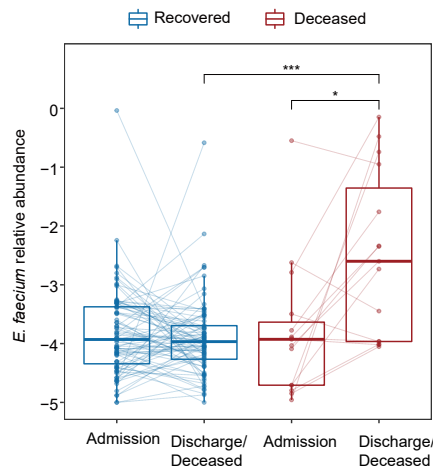 Recovered Deceased
***
*
E. faecium relative abundance
0
−1
−2
−3
−4
−5
Admission Discharge/ Admission Discharge/
Deceased Deceased